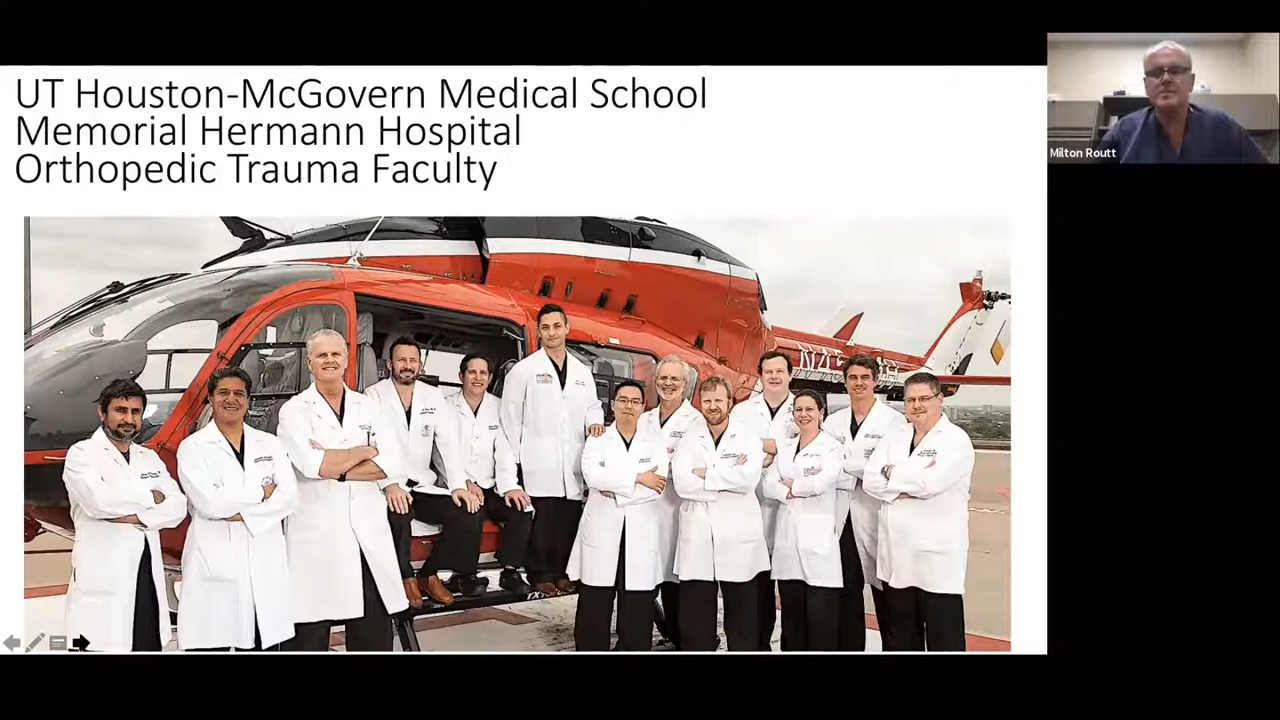 UT Houston-McGovern Medical School
Memorial Hermann Hospital
Orthopedic Trauma Faculty
Milton Routt